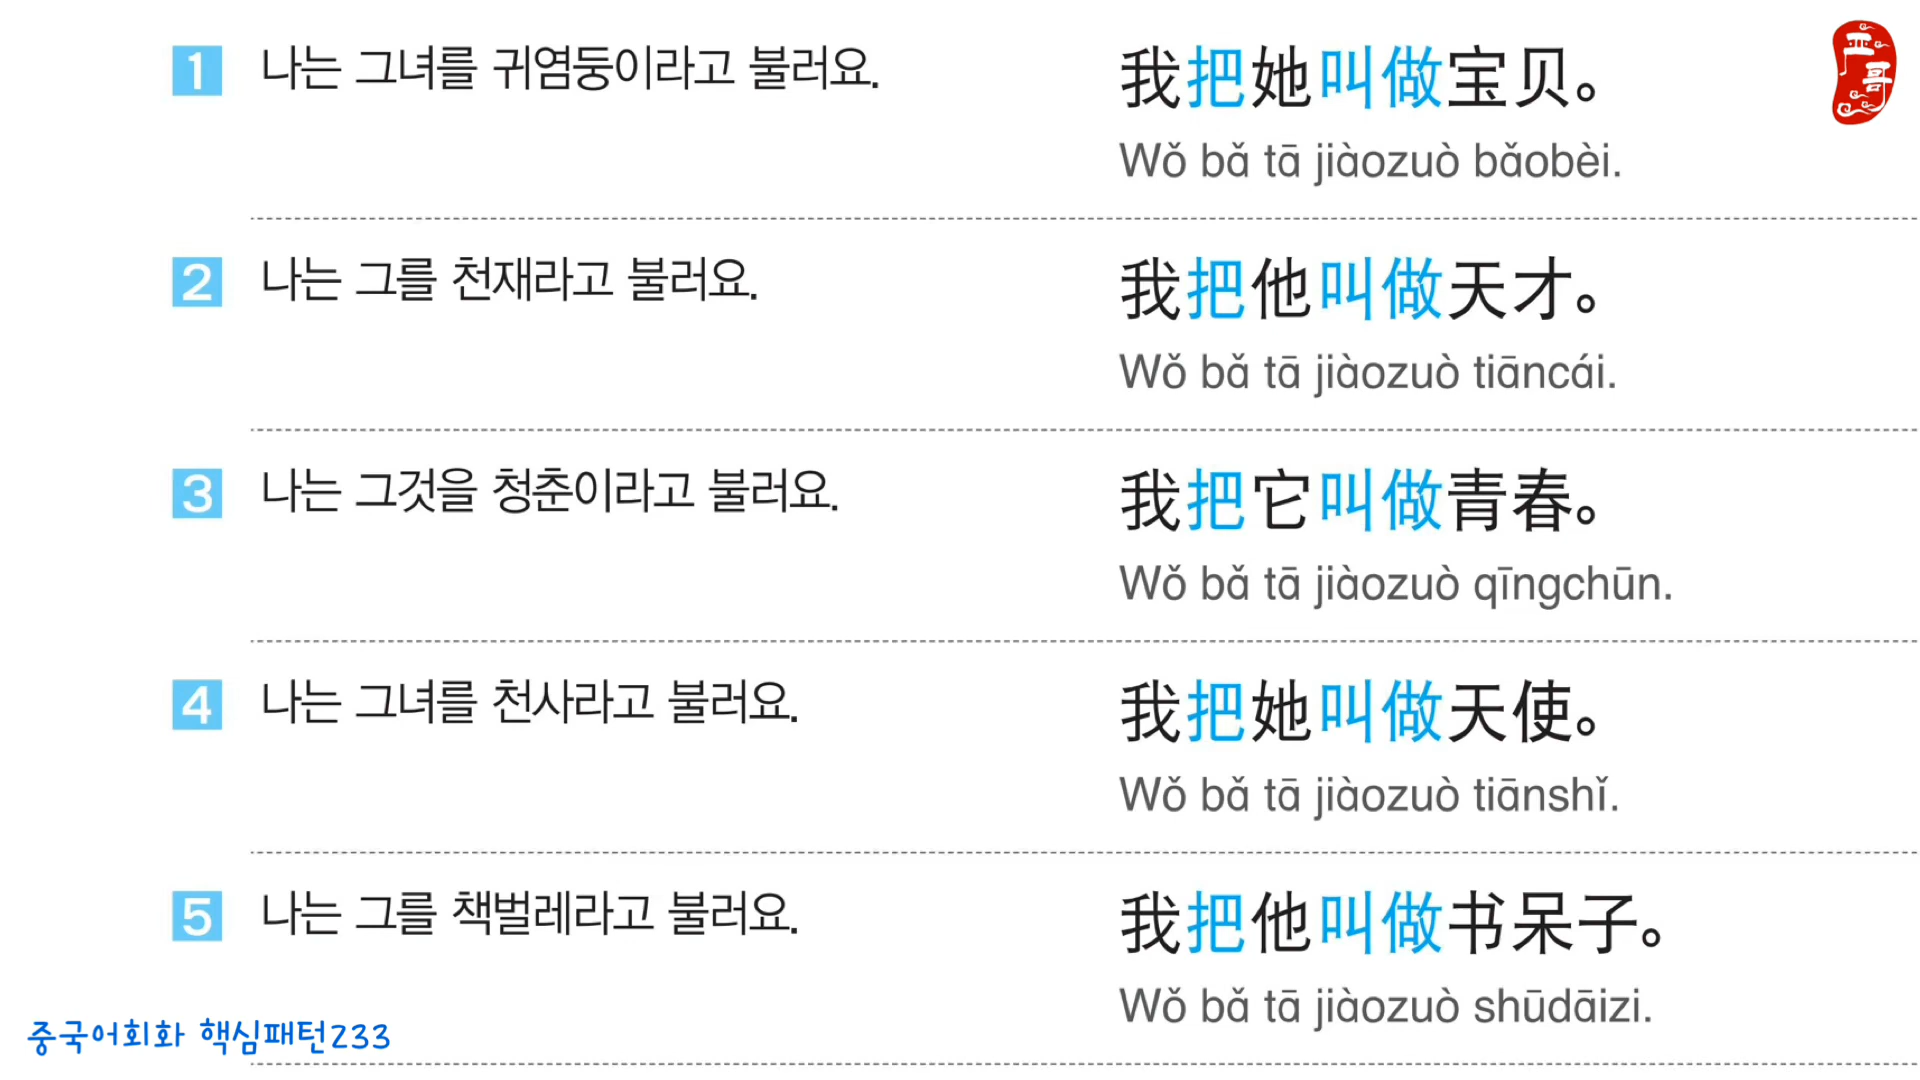 1 나는 그녀를 귀염둥이라고 불러요.
我把她叫做宝贝。
Wǒ bǎ tā jiàozuò bǎobèi.
2 나는 그를 천재라고 불러요.
我把他叫做天才。
Wǒ bǎ tā jiàozuò tiāncái.
3 나는 그것을 청춘이라고 불러요.
我把它叫做青春。
Wǒ bǎ tā jiàozuò qīngchūn.
4 나는 그녀를 천사라고 불러요.
我把她叫做天使。
Wǒ bǎ tā jiàozuò tiānshǐ.
5 나는 그를 책벌레라고 불러요.
我把他叫做书呆子。
Wǒ bǎ tā jiàozuò shūdāizi.
중국어회화 핵심패턴233